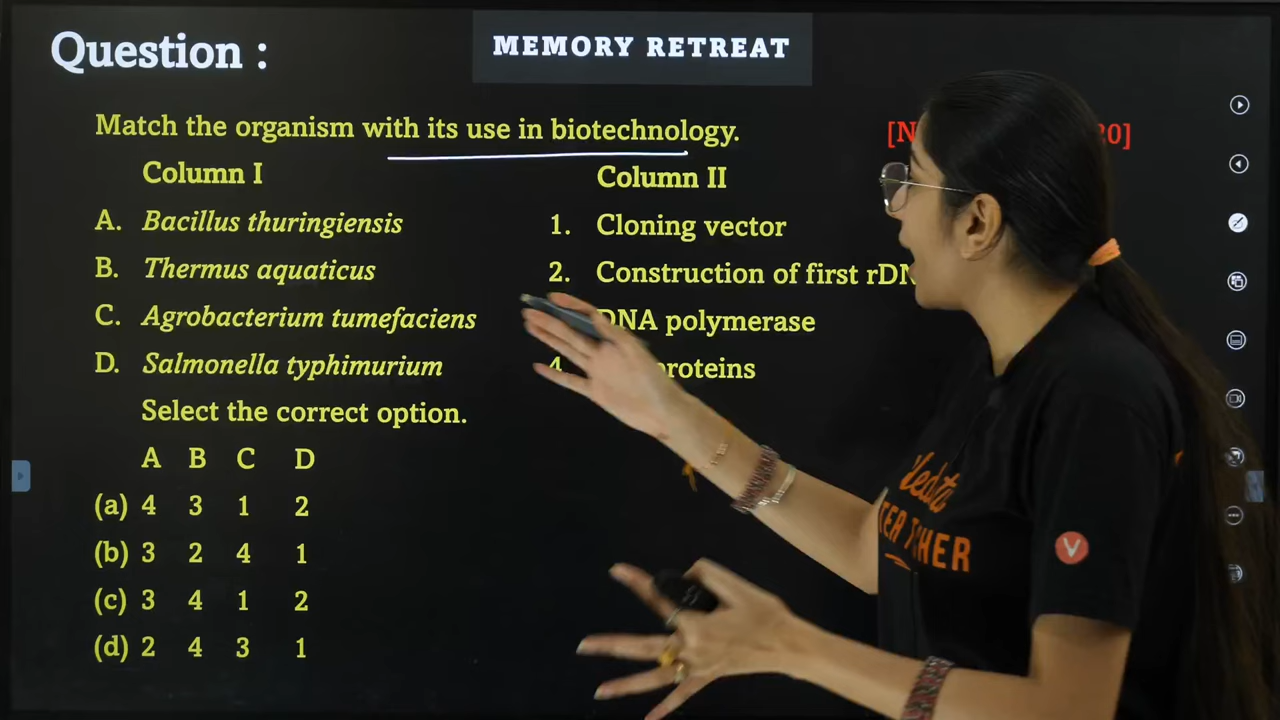 Question :
MEMORY RETREAT
Match the organism with its use in biotechnology.
Column I Column II
A. Bacillus thuringiensis 1. Cloning vector
B. Thermus aquaticus 2. Construction of first
C. Agrobacterium tumefaciens DNA polymerase
D. Salmonella typhimurium 4. proteins
Select the correct option.
A B C D
(a) 4 3 1 2
(b) 3 2 4 1
(c) 3 4 1 2
(d) 2 4 3 1
V